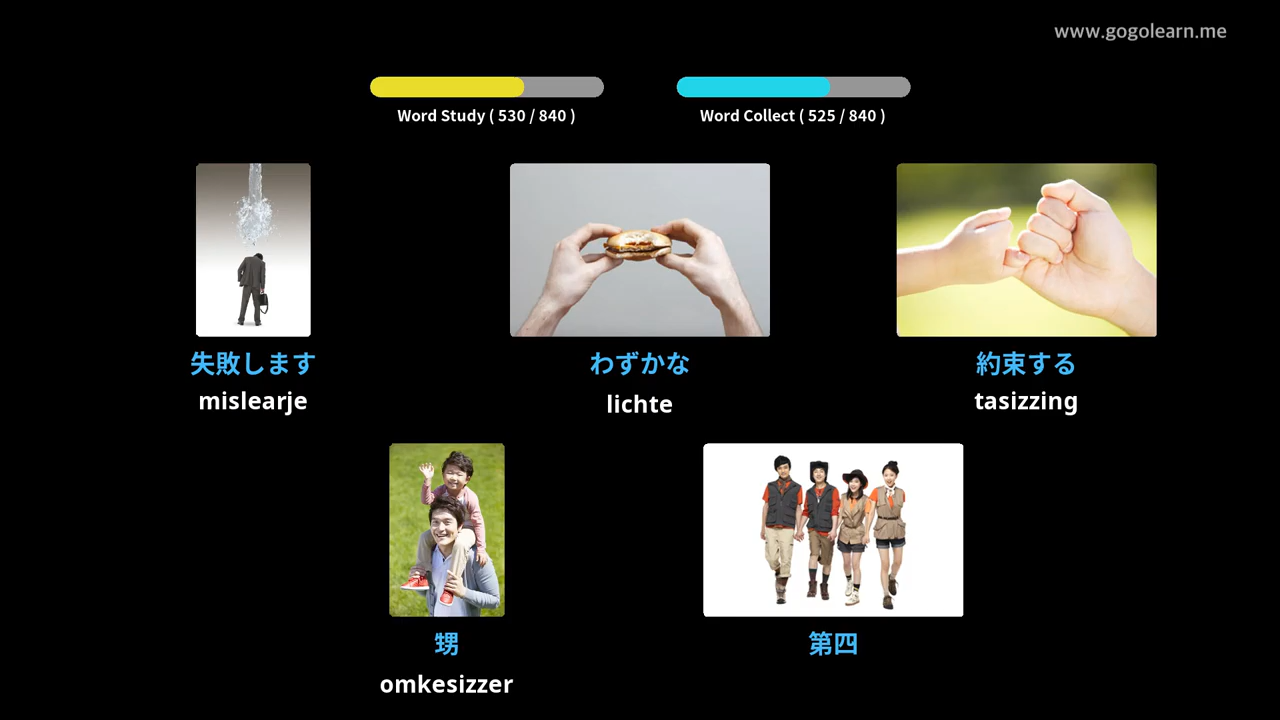 www.gogolearn.me
Word Study ( 530 / 840 )
Word Collect ( 525 / 840 )
失敗します
mislearje
わずかな
lichte
約束する
tasizzing
甥
omkesizzer
第四